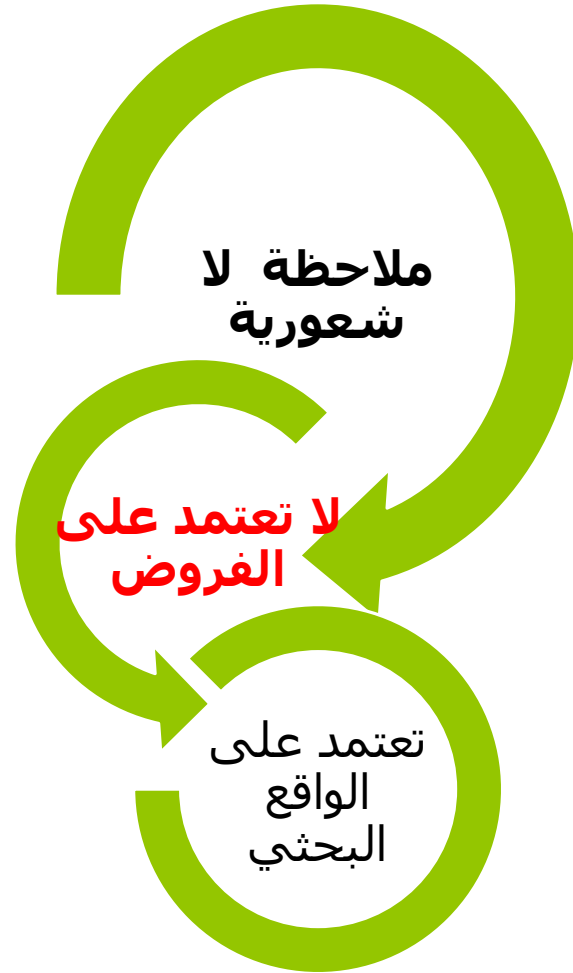 ملاحظة لا
شعورية
لا تعتمد على
الفروض
تعتمد على
الواقع
البحثي